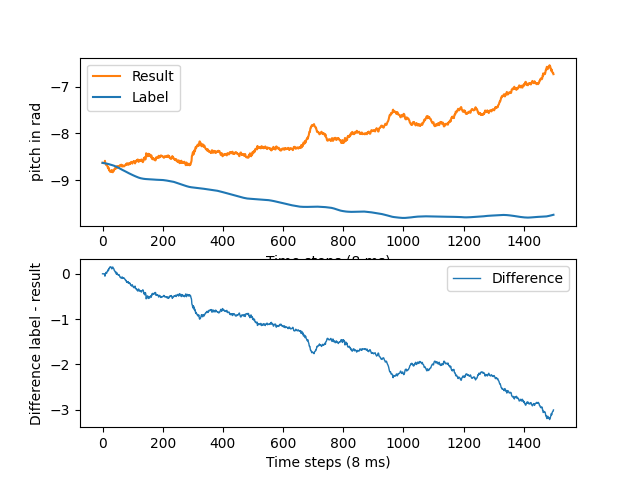 Result
Label
pitch in rad
−7
−8
−9
0 200 400 600 800 1000 1200 1400
Time steps (8 ms)
Difference
Difference label - result
0
−1
−2
−3
0 200 400 600 800 1000 1200 1400
Time steps (8 ms)